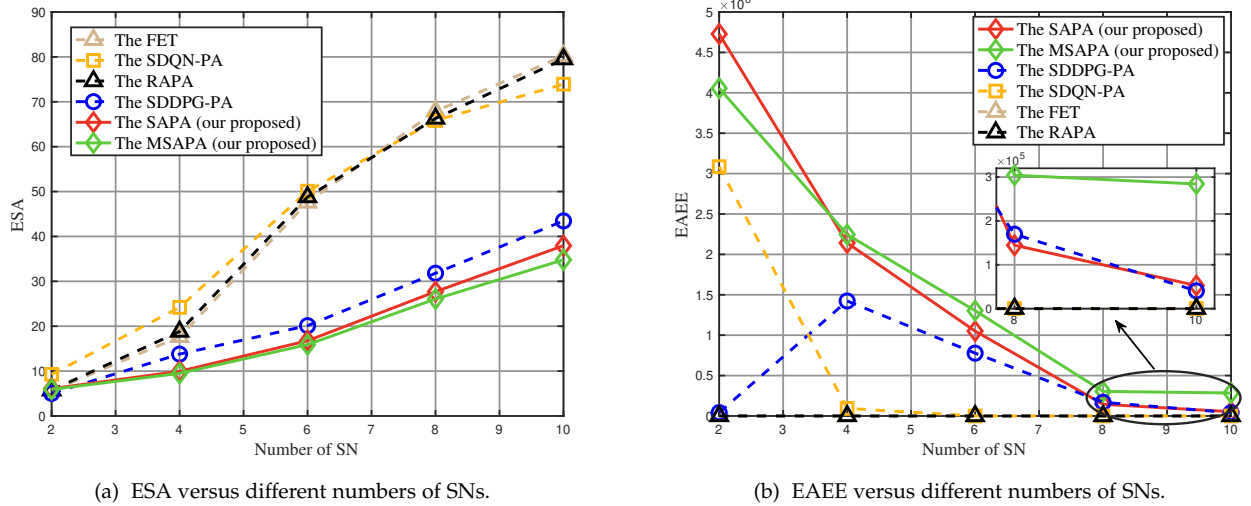 90
80
70
60
50
40
30
20
10
0
ESA
The FET
The SDQN-PA
The RAPA
The SDDPG-PA
The SAPA (our proposed)
The MSAPA (our proposed)
2 3 4 5 6 7 8 9 10
Number of SN
(a) ESA versus different numbers of SNs.
5
4.5
4
3.5
3
2.5
2
1.5
1
0.5
0
EAEE
The SAPA (our proposed)
The MSAPA (our proposed)
The SDDPG-PA
The SDQN-PA
The FET
The RAPA
×10⁵
3
2
1
0
8 10
2 3 4 5 6 7 8 9 10
Number of SN
(b) EAEE versus different numbers of SNs.